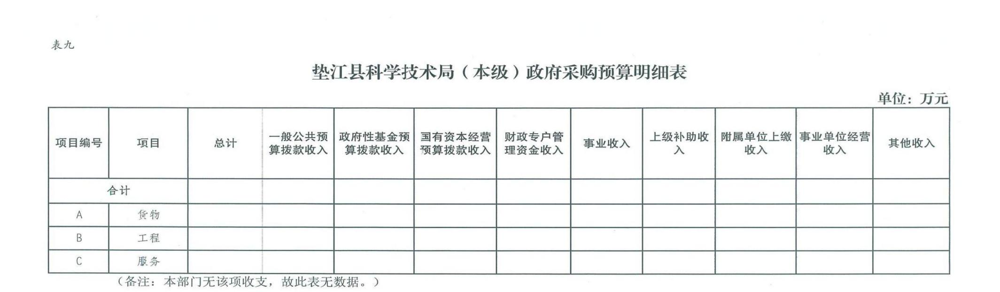 表九
垫江县科学技术局（本级）政府采购预算明细表
单位：万元
项目编号 项目 总计 一般公共预算拨款收入 政府性基金预算拨款收入 国有资本经营预算拨款收入 财政专户管理资金收入 事业收入 上级补助收入 附属单位上缴收入 事业单位经营收入 其他收入
合计
A 货物
B 工程
C 服务
（备注：本部门无该项收支，故此表无数据。）